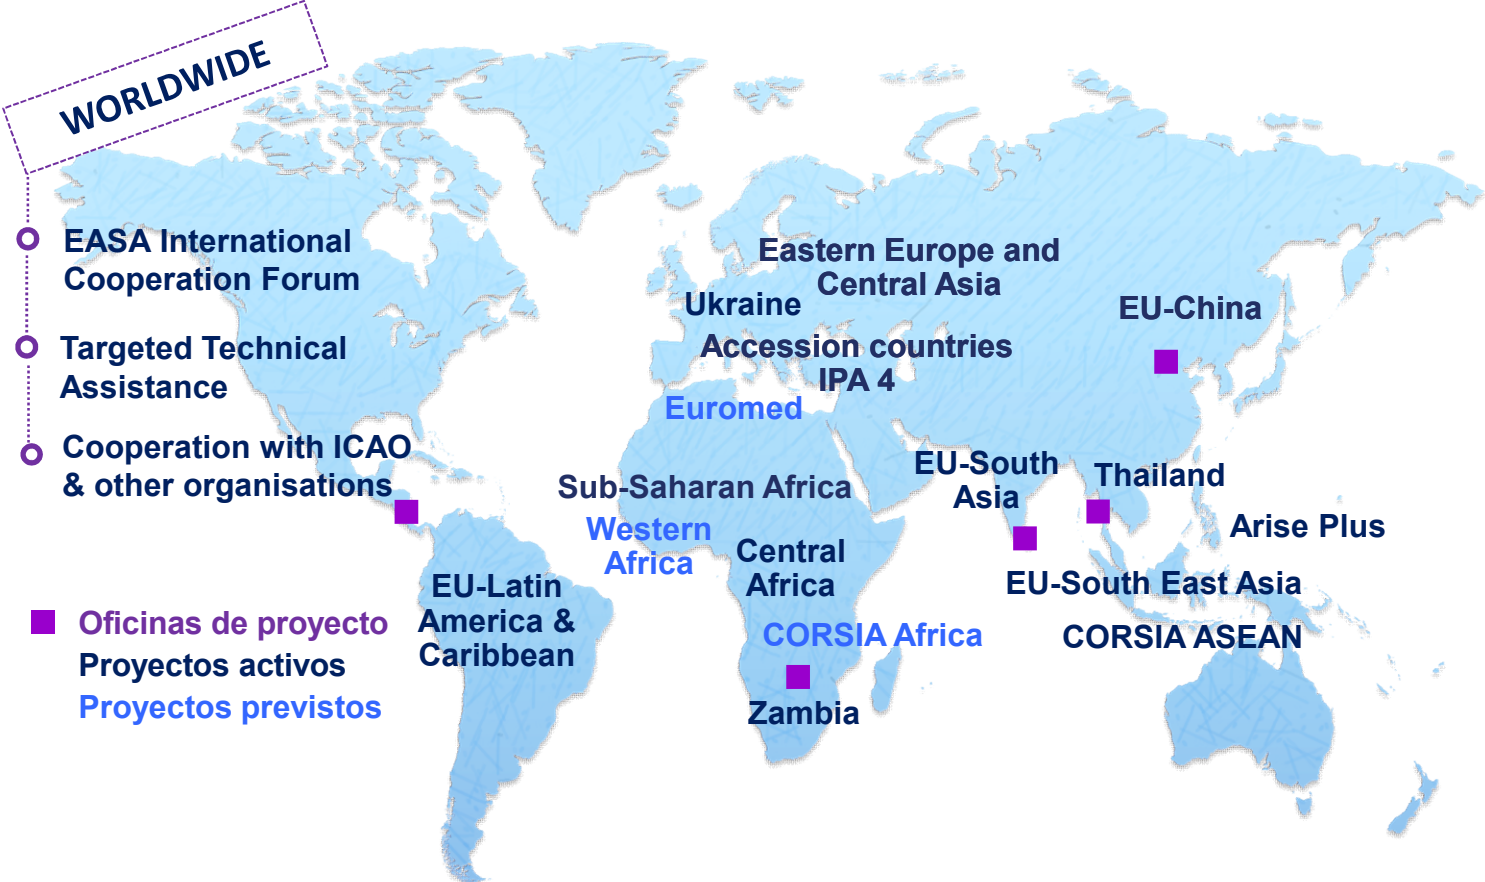 WORLDWIDE
EASA International
Cooperation Forum
Targeted Technical
Assistance
Cooperation with ICAO
& other organisations
Eastern Europe and
Central Asia
Ukraine
EU-China
Accession countries
IPA 4
Euromed
EU-South
Asia
Thailand
Sub-Saharan Africa
Western
Africa
Central
Africa
Arise Plus
EU-South East Asia
EU-Latin
America &
Caribbean
CORSIA Africa
CORSIA ASEAN
Zambia
Oficinas de proyecto
Proyectos activos
Proyectos previstos